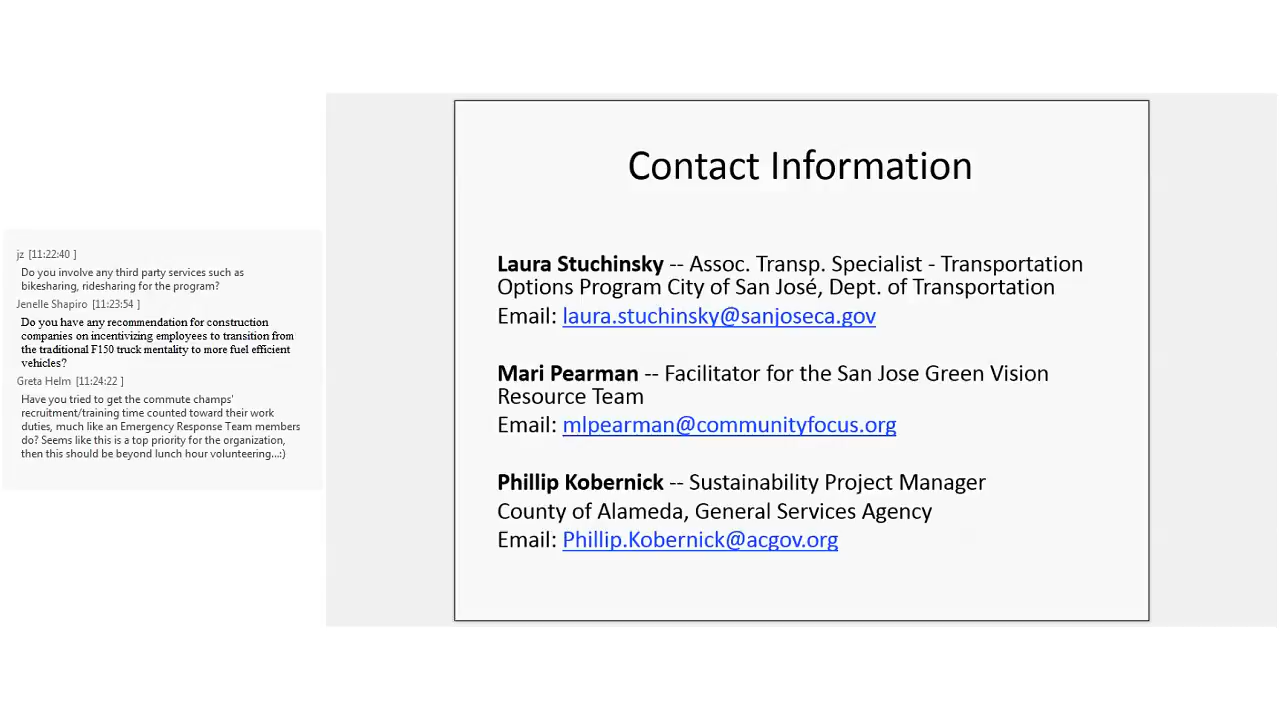 jz [11:22:40 ]
Do you involve any third party services such as
bikesharing, ridesharing for the program?
Jenelle Shapiro [11:23:54 ]
Do you have any recommendation for construction
companies on incentivizing employees to transition from
the traditional F150 truck mentality to more fuel efficient
vehicles?
Greta Helm [11:24:22 ]
Have you tried to get the commute champs'
recruitment/training time counted toward their work
duties, much like an Emergency Response Team members
do? Seems like this is a top priority for the organization,
then this should be beyond lunch hour volunteering...:)
Contact Information
Laura Stuchinsky -- Assoc. Transp. Specialist - Transportation
Options Program City of San José, Dept. of Transportation
Email: laura.stuchinsky@sanjoseca.gov
Mari Pearman -- Facilitator for the San Jose Green Vision
Resource Team
Email: mlpearman@communityfocus.org
Phillip Kobernick -- Sustainability Project Manager
County of Alameda, General Services Agency
Email: Phillip.Kobernick@acgov.org